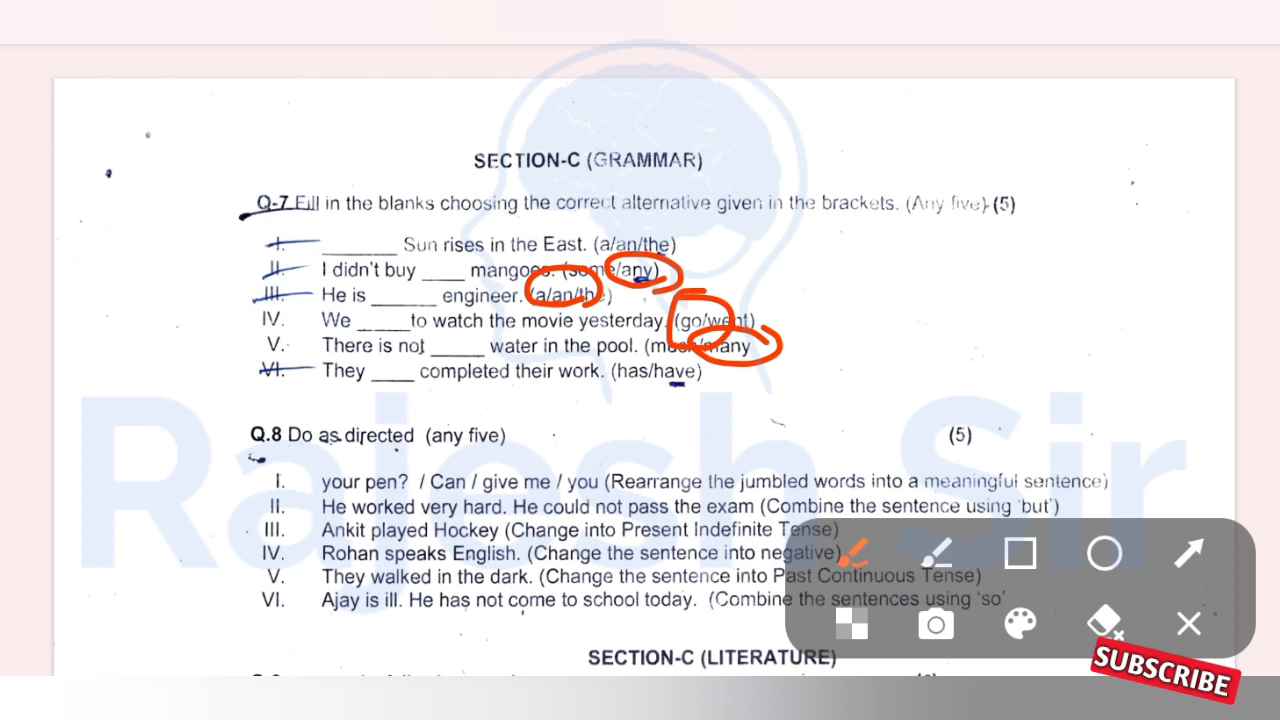 SECTION-C (GRAMMAR)
Q-7 Fill in the blanks choosing the correct alternative given in the brackets. (Any five) (5)
I. _______ Sun rises in the East. (a/an/the)
II. I didn't buy ____ mangoes. (some/any)
III. He is ______ engineer. (a/an/the)
IV. We _____to watch the movie yesterday. (go/went)
V. There is not _____ water in the pool. (much/many
VI. They ____ completed their work. (has/have)
Q.8 Do as directed (any five) (5)
I. your pen? / Can / give me / you (Rearrange the jumbled words into a meaningful sentence)
II. He worked very hard. He could not pass the exam (Combine the sentence using 'but')
III. Ankit played Hockey (Change into Present Indefinite Tense)
IV. Rohan speaks English. (Change the sentence into negative)
V. They walked in the dark. (Change the sentence into Past Continuous Tense)
VI. Ajay is ill. He has not come to school today. (Combine the sentences using 'so'
SECTION-C (LITERATURE)
Rajesh Sir
SUBSCRIBE